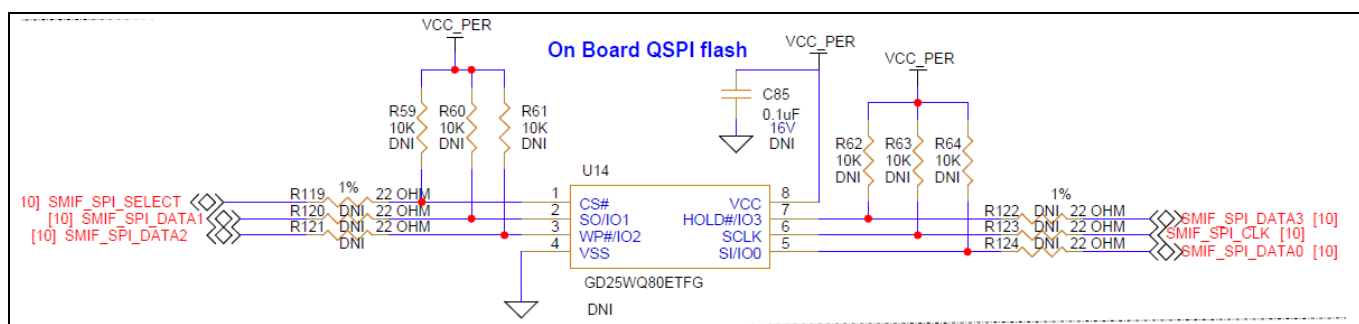 VCC_PER
On Board QSPI flash
VCC_PER
VCC_PER
R59
10K
DNI
R60
10K
DNI
R61
10K
DNI
C85
0.1uF
16V
DNI
R62
10K
DNI
R63
10K
DNI
R64
10K
DNI
U14
10] SMIF_SPI_SELECT
[10] SMIF_SPI_DATA1
[10] SMIF_SPI_DATA2
R119 1% 22 OHM
R120 DNI 22 OHM
R121 DNI 22 OHM
DNI
1 CS#
2 SO/IO1
3 WP#/IO2
4 VSS
VCC 8
HOLD#/IO3 7
SCLK 6
SI/IO0 5
GD25WQ80ETFG
DNI
1%
R122 DNI 22 OHM
R123 DNI 22 OHM
R124 DNI 22 OHM
SMIF_SPI_DATA3 [10]
SMIF_SPI_CLK [10]
SMIF_SPI_DATA0 [10]